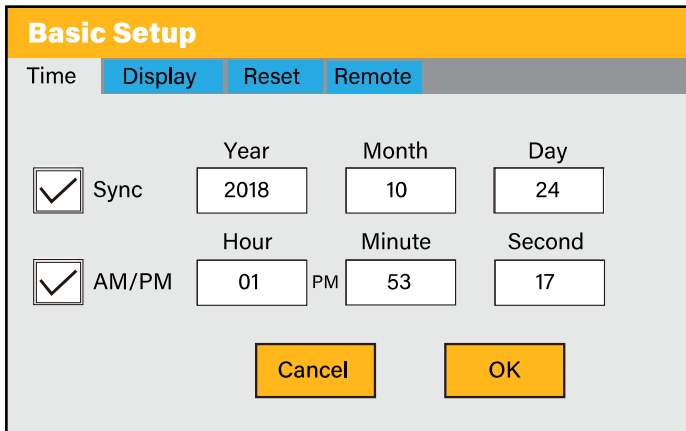 Basic Setup
Time Display Reset Remote
Year Month Day
Sync 2018 10 24
Hour Minute Second
AM/PM 01 PM 53 17
Cancel OK